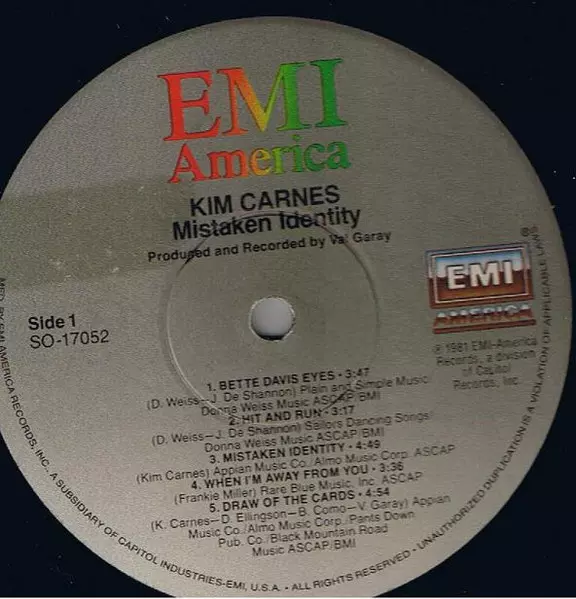 EMI
America
KIM CARNES
Mistaken Identity
Produced and Recorded by Val Garay
Side 1
SO-17052
EMI
AMERICA
℗ 1981 EMI-America
Records, a division
of Capitol
Records, Inc.
1. BETTE DAVIS EYES • 3:47
(D. Weiss–J. De Shannon) Plain and Simple Music/
Donna Weiss Music ASCAP/BMI
2. HIT AND RUN • 3:17
(D. Weiss–J. De Shannon) Sailors Dancing Songs/
Donna Weiss Music ASCAP/BMI
3. MISTAKEN IDENTITY • 4:49
(Kim Carnes) Appian Music Co./Almo Music Corp. ASCAP
4. WHEN I'M AWAY FROM YOU • 3:36
(Frankie Miller) Rare Blue Music, Inc. ASCAP
5. DRAW OF THE CARDS • 4:54
(K. Carnes–D. Ellingson–B. Como–V. Garay) Appian
Music Co./Almo Music Corp./Pants Down
Pub. Co./Black Mountain Road
Music ASCAP/BMI
MFD. BY EMI AMERICA RECORDS, INC. – A SUBSIDIARY OF CAPITOL INDUSTRIES-EMI, U.S.A. • ALL RIGHTS RESERVED • UNAUTHORIZED DUPLICATION IS A VIOLATION OF APPLICABLE LAWS